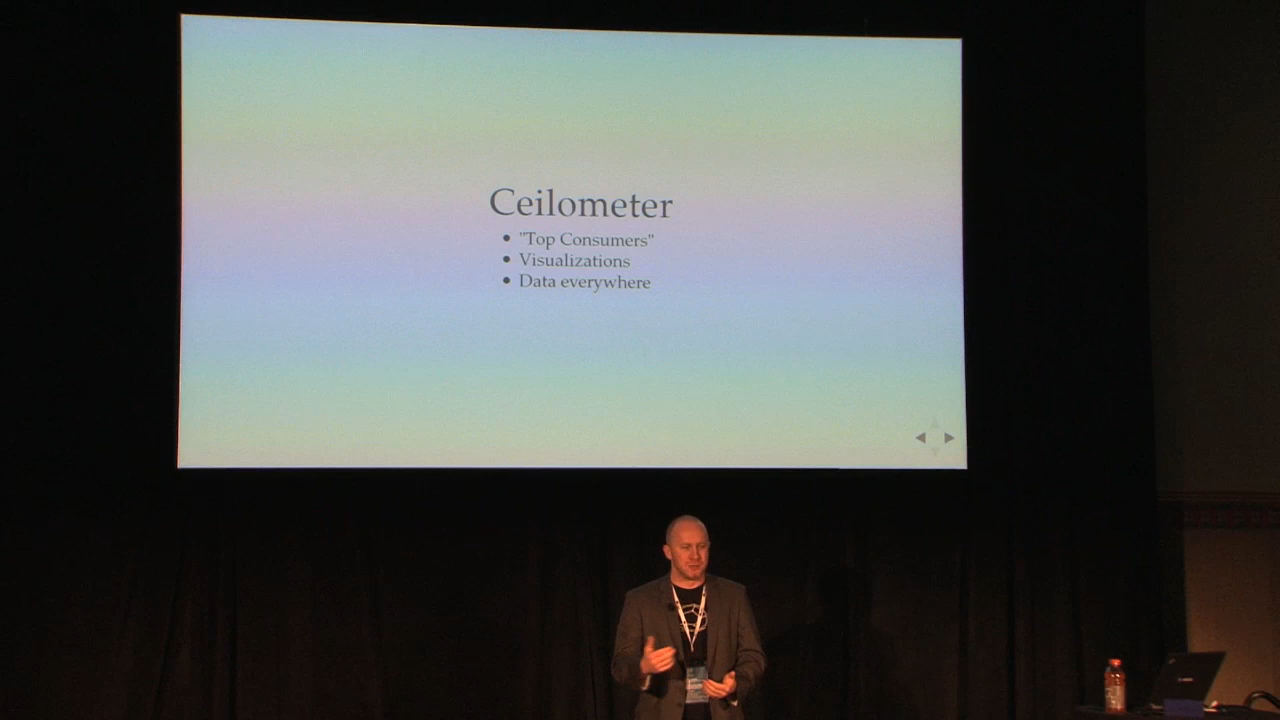 Ceilometer
• "Top Consumers"
• Visualizations
• Data everywhere